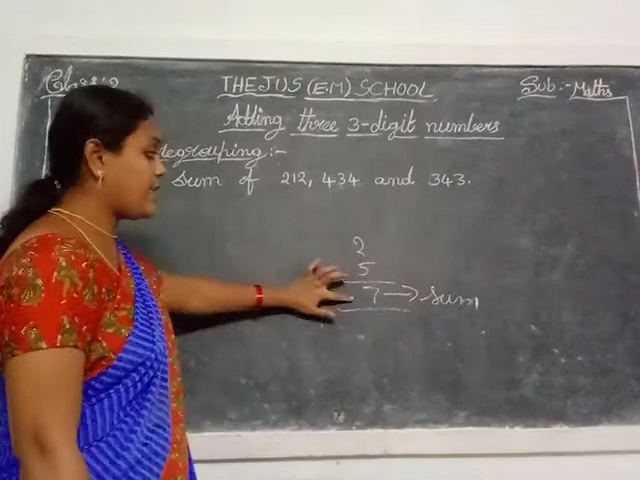 THEJUS (E.M) SCHOOL
Sub:- Maths
Adding three 3-digit numbers
regrouping:-
sum of 212, 434 and 343.
2
5
7 → sum